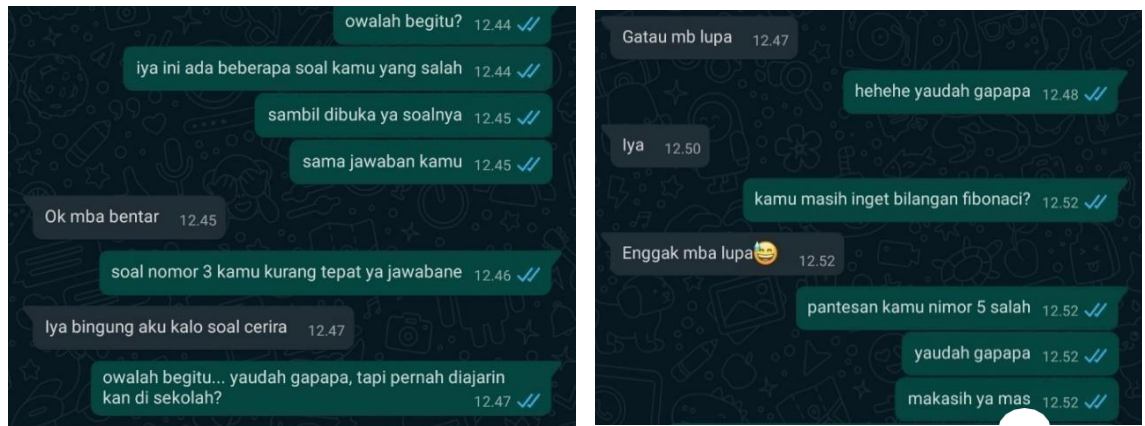 owalah begitu? 12.44
iya ini ada beberapa soal kamu yang salah 12.44
sambil dibuka ya soalnya 12.45
sama jawaban kamu 12.45
Ok mba bentar 12.45
soal nomor 3 kamu kurang tepat ya jawabane 12.46
Iya bingung aku kalo soal cerira 12.47
owalah begitu... yaudah gapapa, tapi pernah diajarin
kan di sekolah? 12.47
Gatau mb lupa 12.47
hehehe yaudah gapapa 12.48
Iya 12.50
kamu masih inget bilangan fibonaci? 12.52
Enggak mba lupa😅 12.52
pantesan kamu nimor 5 salah 12.52
yaudah gapapa 12.52
makasih ya mas 12.52